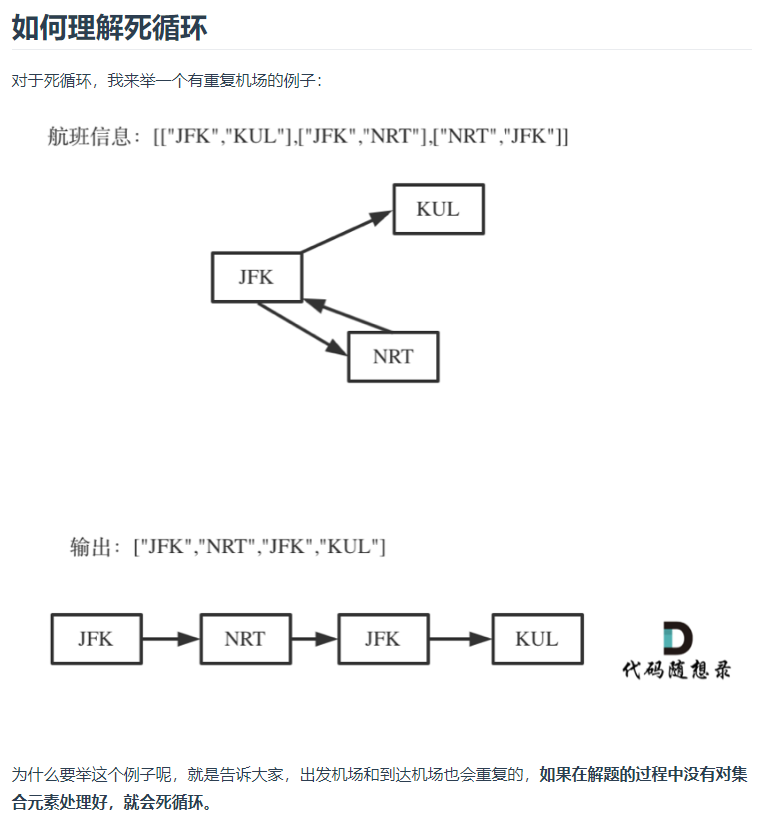 如何理解死循环
对于死循环，我来举一个有重复机场的例子：
航班信息：[["JFK","KUL"],["JFK","NRT"],["NRT","JFK"]]
KUL
JFK
NRT
输出：["JFK","NRT","JFK","KUL"]
JFK NRT JFK KUL
代码随想录
为什么要举这个例子呢，就是告诉大家，出发机场和到达机场也会重复的，如果在解题的过程中没有对集
合元素处理好，就会死循环。